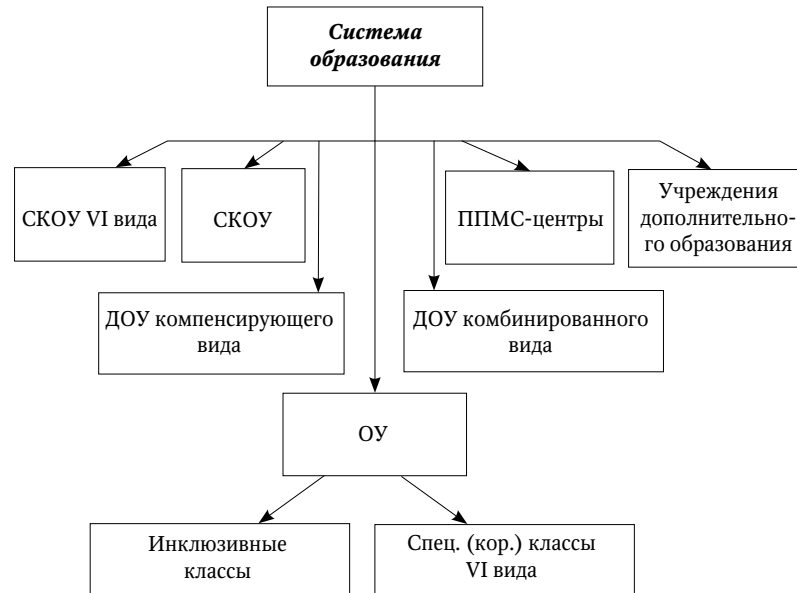 Система
образования
СКОУ VI вида
СКОУ
ППМС-центры
Учреждения
дополнительно-
го образования
ДОУ компенсирующего
вида
ДОУ комбинированного
вида
ОУ
Инклюзивные
классы
Спец. (кор.) классы
VI вида